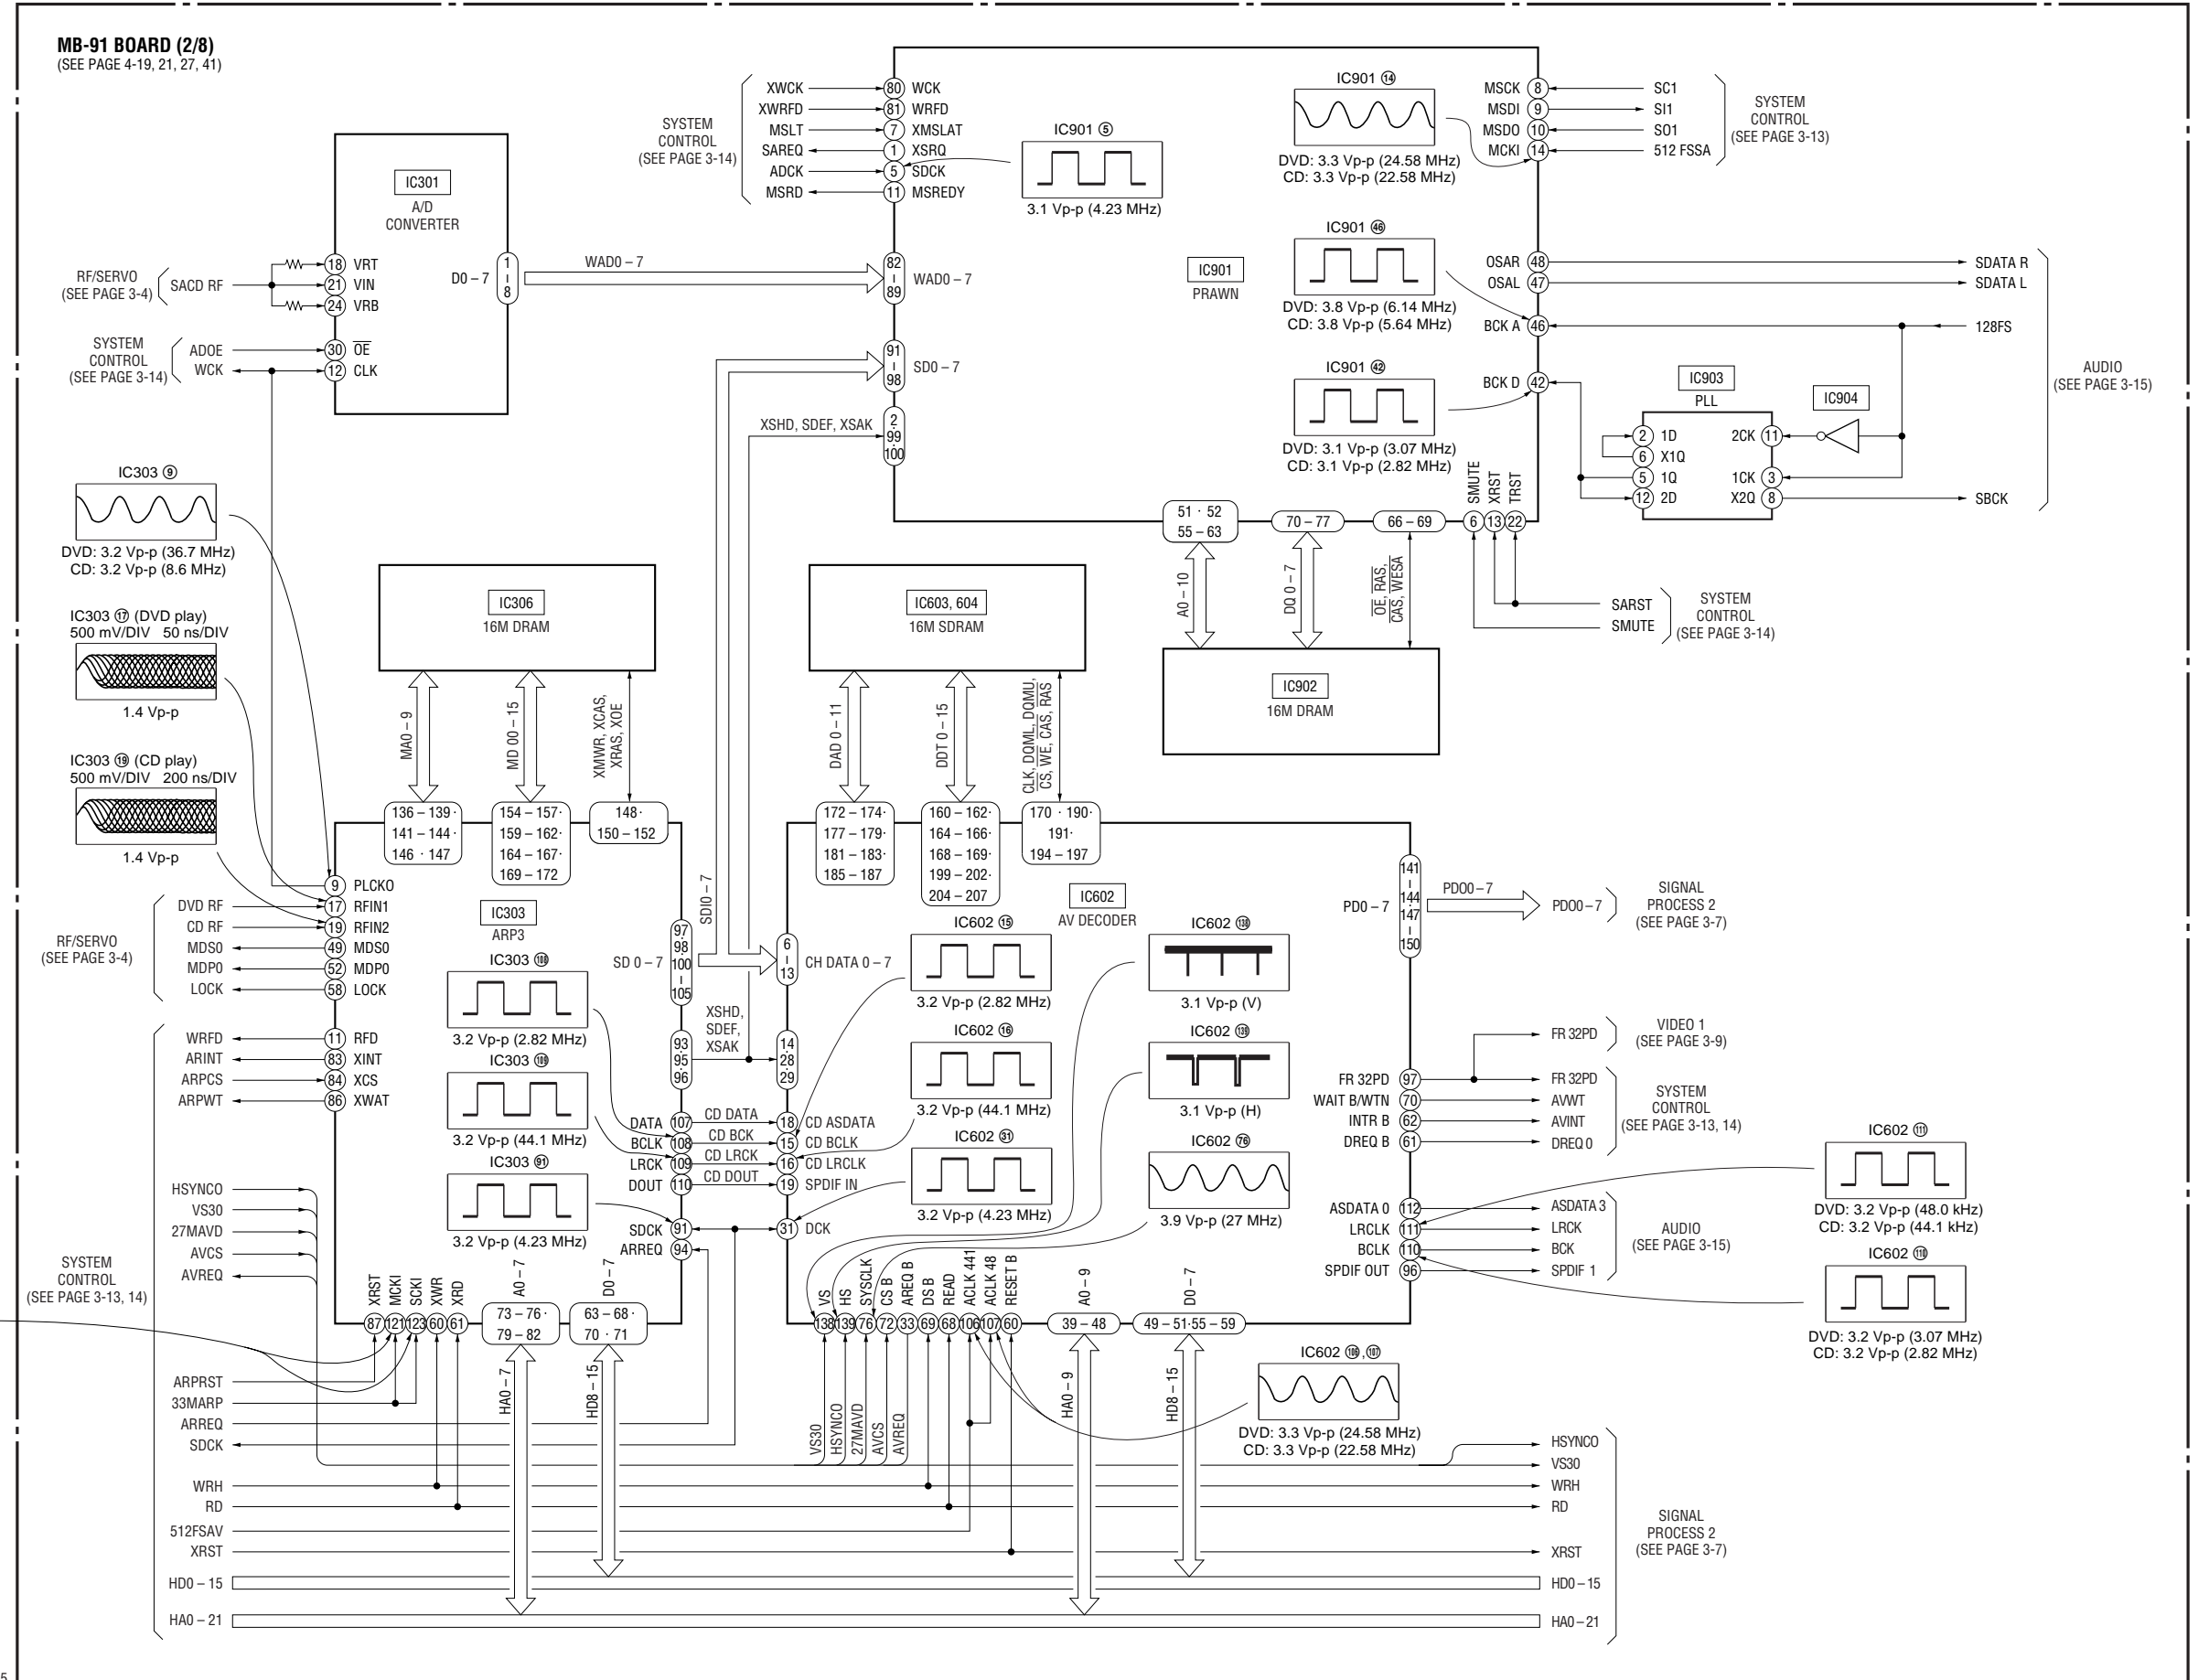 MB-91 BOARD (2/8)
(SEE PAGE 4-19, 21, 27, 41)
SYSTEM
CONTROL
(SEE PAGE 3-14)
XWCK
XWRFD
MSLT
SAREQ
ADCK
MSRD
80 WCK
81 WRFD
7 XMSLAT
1 XSRQ
5 SDCK
11 MSREDY
IC901 ⑤
3.1 Vp-p (4.23 MHz)
IC901 ⑭
DVD: 3.3 Vp-p (24.58 MHz)
CD: 3.3 Vp-p (22.58 MHz)
MSCK 8 SC1
MSDI 9 SI1
MSDO 10 SO1
MCKI 14 512 FSSA
SYSTEM
CONTROL
(SEE PAGE 3-13)
IC301
A/D
CONVERTER
RF/SERVO
(SEE PAGE 3-4)
SACD RF
18 VRT
21 VIN
24 VRB
D0 – 7
1
8
WAD0 – 7
82
89
WAD0 – 7
SYSTEM
CONTROL
(SEE PAGE 3-14)
ADOE
WCK
30 OE
12 CLK
91
98
SD0 – 7
XSHD, SDEF, XSAK
2
99
100
IC901
PRAWN
IC901 ㊻
DVD: 3.8 Vp-p (6.14 MHz)
CD: 3.8 Vp-p (5.64 MHz)
IC901 ㊷
DVD: 3.1 Vp-p (3.07 MHz)
CD: 3.1 Vp-p (2.82 MHz)
OSAR 48 SDATA R
OSAL 47 SDATA L
BCK A 46 128FS
BCK D 42
IC903
PLL
IC904
2 1D 2CK 11
6 X1Q
5 1Q 1CK 3
12 2D X2Q 8
SBCK
AUDIO
(SEE PAGE 3-15)
SMUTE
XRST
TRST
51 · 52
55 – 63
70 – 77
66 – 69
6 13 22
A0 – 10
DQ 0 – 7
OE, RAS,
CAS, WESA
SARST
SMUTE
SYSTEM
CONTROL
(SEE PAGE 3-14)
IC902
16M DRAM
IC303 ⑨
DVD: 3.2 Vp-p (36.7 MHz)
CD: 3.2 Vp-p (8.6 MHz)
IC303 ⑰ (DVD play)
500 mV/DIV 50 ns/DIV
1.4 Vp-p
IC303 ⑲ (CD play)
500 mV/DIV 200 ns/DIV
1.4 Vp-p
IC306
16M DRAM
MA0 – 9
MD 00 – 15
XMWR, XCAS,
XRAS, XOE
IC603, 604
16M SDRAM
DAD 0 – 11
DDT 0 – 15
CLK, DQML, DQMU,
CS, WE, CAS, RAS
136 – 139 ·
141 – 144 ·
146 · 147
154 – 157·
159 – 162·
164 – 167·
169 – 172
148·
150 – 152
172 – 174·
177 – 179·
181 – 183·
185 – 187
160 – 162·
164 – 166·
168 – 169·
199 – 202·
204 – 207
170 · 190·
191·
194 – 197
RF/SERVO
(SEE PAGE 3-4)
DVD RF
CD RF
MDS0
MDP0
LOCK
9 PLCKO
17 RFIN1
19 RFIN2
49 MDS0
52 MDP0
58 LOCK
WRFD
ARINT
ARPCS
ARPWT
11 RFD
83 XINT
84 XCS
86 XWAT
IC303
ARP3
IC303 108
3.2 Vp-p (2.82 MHz)
IC303 109
3.2 Vp-p (44.1 MHz)
IC303 91
3.2 Vp-p (4.23 MHz)
SD 0 – 7
97
98
100
105
SDI0 – 7
6
13
CH DATA 0 – 7
XSHD,
SDEF,
XSAK
93
95
96
14
28
29
DATA 107 CD DATA 18 CD ASDATA
BCLK 108 CD BCK 15 CD BCLK
LRCK 109 CD LRCK 16 CD LRCLK
DOUT 110 CD DOUT 19 SPDIF IN
SDCK 91 31 DCK
ARREQ 94
IC602
AV DECODER
IC602 ⑮
3.2 Vp-p (2.82 MHz)
IC602 ⑯
3.2 Vp-p (44.1 MHz)
IC602 ㉛
3.2 Vp-p (4.23 MHz)
IC602 138
3.1 Vp-p (V)
IC602 139
3.1 Vp-p (H)
IC602 76
3.9 Vp-p (27 MHz)
PD0 – 7
141
144
147
150
PDO0 – 7
PDO0 – 7
SIGNAL
PROCESS 2
(SEE PAGE 3-7)
FR 32PD
VIDEO 1
(SEE PAGE 3-9)
FR 32PD 97 FR 32PD
WAIT B/WTN 70 AVWT
INTR B 62 AVINT
DREQ B 61 DREQ 0
SYSTEM
CONTROL
(SEE PAGE 3-13, 14)
ASDATA 0 112 ASDATA 3
LRCLK 111 LRCK
BCLK 110 BCK
SPDIF OUT 96 SPDIF 1
AUDIO
(SEE PAGE 3-15)
IC602 111
DVD: 3.2 Vp-p (48.0 kHz)
CD: 3.2 Vp-p (44.1 kHz)
IC602 110
DVD: 3.2 Vp-p (3.07 MHz)
CD: 3.2 Vp-p (2.82 MHz)
SYSTEM
CONTROL
(SEE PAGE 3-13, 14)
HSYNCO
VS30
27MAVD
AVCS
AVREQ
XRST
MCKI
SCKI
XWR
XRD
A0 – 7
D0 – 7
87 121 123 60 61
73 – 76 ·
79 – 82
63 – 68 ·
70 · 71
VS
HS
SYSCLK
CS B
AREQ B
DS B
READ
ACLK 441
ACLK 48
RESET B
A0 – 9
D0 – 7
138 139 76 72 33 69 68 106 107 60
39 – 48
49 – 51·55 – 59
HA0 – 7
HD8 – 15
VS30
HSYNCO
27MAVD
AVCS
AVREQ
HA0 – 9
HD8 – 15
IC602 106, 107
DVD: 3.3 Vp-p (24.58 MHz)
CD: 3.3 Vp-p (22.58 MHz)
ARPRST
33MARP
ARREQ
SDCK
WRH
RD
512FSAV
XRST
HD0 – 15
HA0 – 21
HSYNCO
VS30
WRH
RD
XRST
HD0 – 15
HA0 – 21
SIGNAL
PROCESS 2
(SEE PAGE 3-7)
5